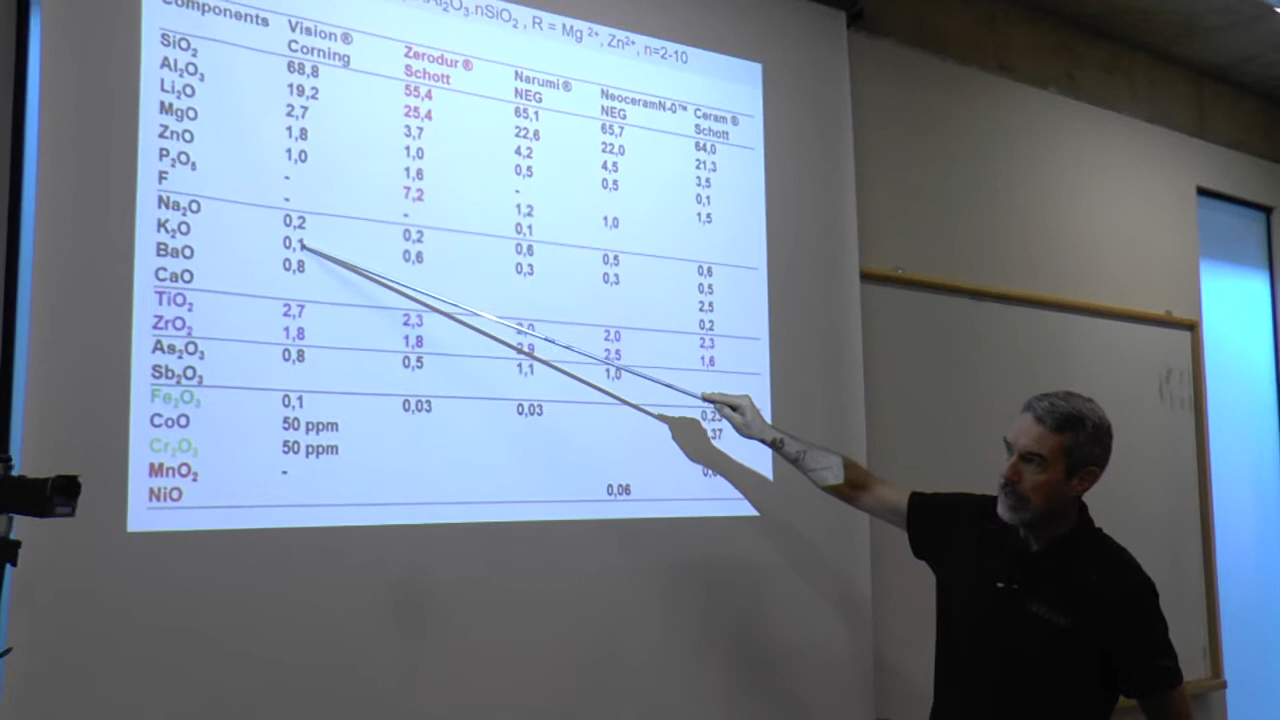 Al₂O₃.nSiO₂ , R = Mg ²⁺, Zn²⁺, n=2-10
Components Vision® Corning Zerodur® Schott Narumi® NEG NeoceramN-0™ NEG Ceram® Schott
SiO₂ 68,8 55,4 65,1 65,7 64,0
Al₂O₃ 19,2 25,4 22,6 22,0 21,3
Li₂O 2,7 3,7 4,2 4,5 3,5
MgO 1,8 1,0 0,5 0,5 0,1
ZnO 1,0 1,6 - 1,5
P₂O₅ - 7,2 1,2 1,0
F - - 0,1
Na₂O 0,2 0,2 0,6 0,5 0,6
K₂O 0,1 0,6 0,3 0,3 0,5
BaO 0,8 2,5
CaO 0,2
TiO₂ 2,7 2,3 2,0 2,0 2,3
ZrO₂ 1,8 1,8 2,9 2,5 1,6
As₂O₃ 0,8 0,5 1,1 1,0
Sb₂O₃
Fe₂O₃ 0,1 0,03 0,03
CoO 50 ppm
Cr₂O₃ 50 ppm
MnO₂ -
NiO 0,06